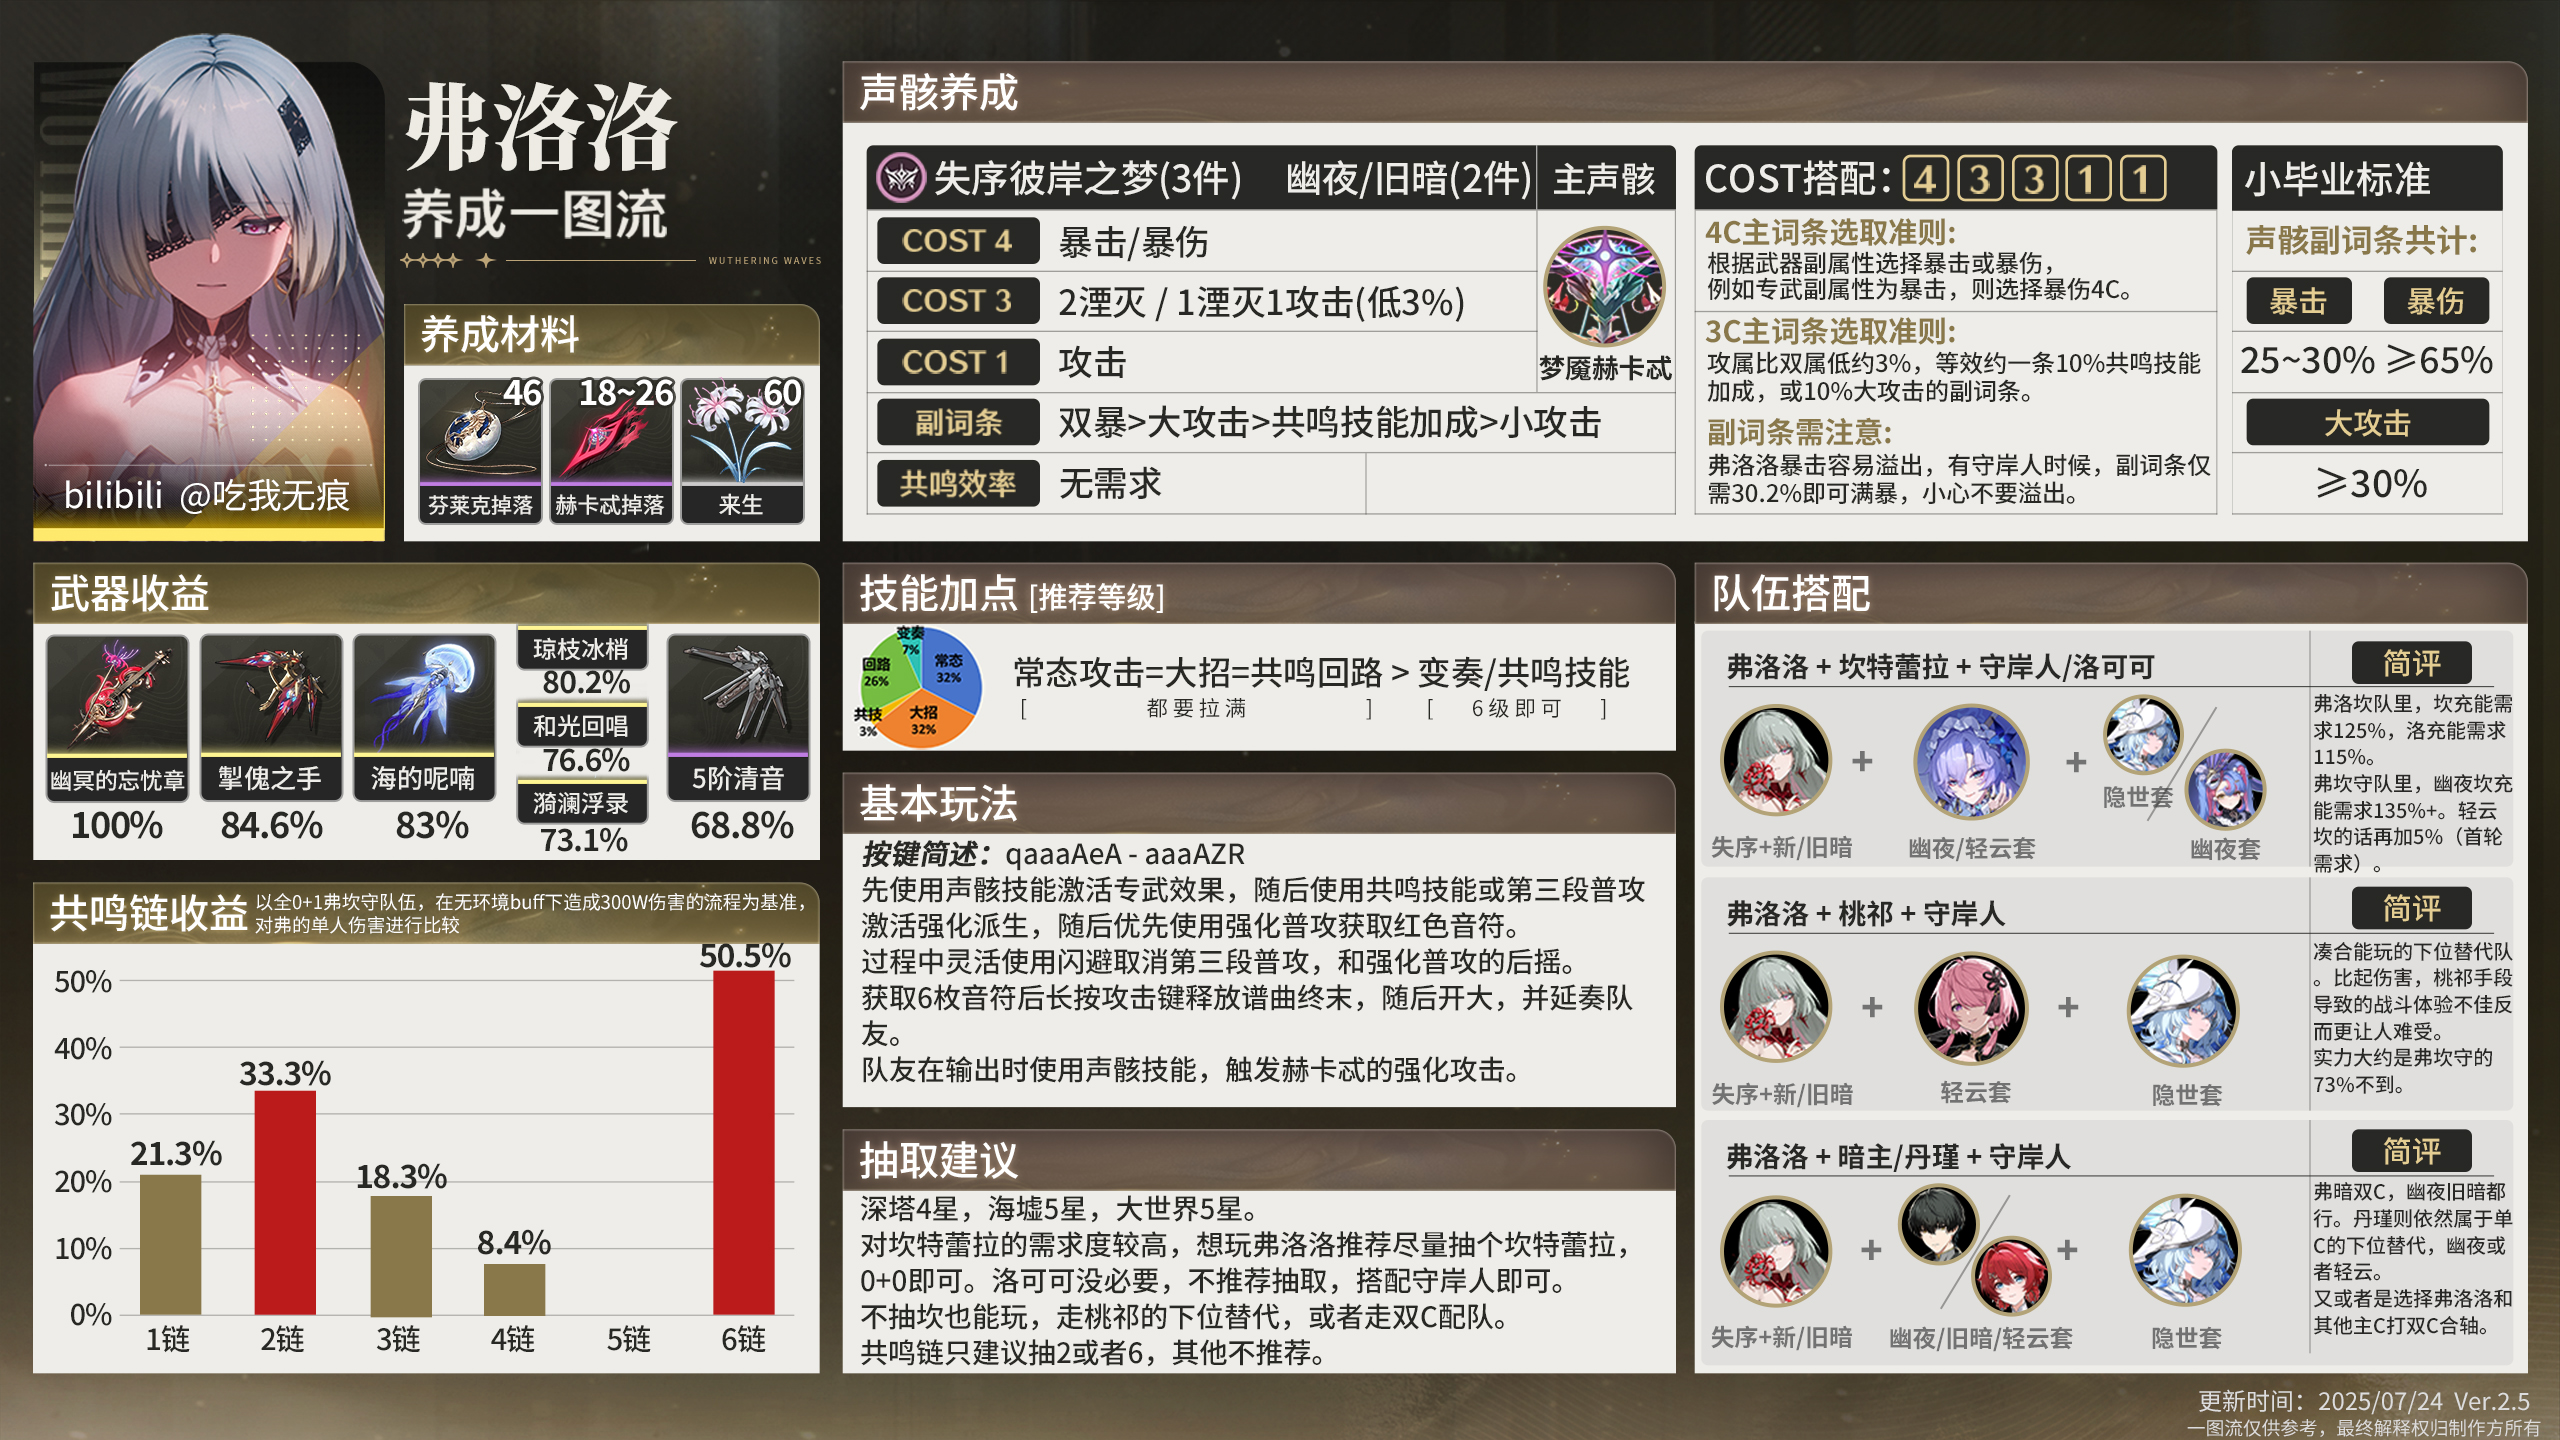 弗洛洛
养成一图流
WUTHERING WAVES
bilibili @吃我无痕
养成材料
46
18~26
60
芬莱克掉落
赫卡忒掉落
来生
声骸养成
失序彼岸之梦(3件) 幽夜/旧暗(2件)
主声骸
COST 4
暴击/暴伤
COST 3
2湮灭 / 1湮灭1攻击(低3%)
COST 1
攻击
梦魇赫卡忒
副词条
双暴>大攻击>共鸣技能加成>小攻击
共鸣效率
无需求
COST搭配：4 3 3 1 1
4C主词条选取准则:
根据武器副属性选择暴击或暴伤，
例如专武副属性为暴击，则选择暴伤4C。
3C主词条选取准则:
攻属比双属低约3%，等效约一条10%共鸣技能
加成，或10%大攻击的副词条。
副词条需注意:
弗洛洛暴击容易溢出，有守岸人时候，副词条仅
需30.2%即可满暴，小心不要溢出。
小毕业标准
声骸副词条共计:
暴击
暴伤
25~30% ≥65%
大攻击
≥30%
武器收益
幽冥的忘忧章
100%
掣傀之手
84.6%
海的呢喃
83%
琼枝冰梢
80.2%
和光回唱
76.6%
漪澜浮录
73.1%
5阶清音
68.8%
共鸣链收益
以全0+1弗坎守队伍，在无环境buff下造成300W伤害的流程为基准，
对弗的单人伤害进行比较
50%
40%
30%
20%
10%
0%
21.3%
33.3%
18.3%
8.4%
50.5%
1链
2链
3链
4链
5链
6链
技能加点 [推荐等级]
变奏
7%
常态
32%
回路
26%
共技
3%
大招
32%
常态攻击=大招=共鸣回路 > 变奏/共鸣技能
[ 都要拉满 ] [ 6级即可 ]
基本玩法
按键简述：qaaaAeA - aaaAZR
先使用声骸技能激活专武效果，随后使用共鸣技能或第三段普攻
激活强化派生，随后优先使用强化普攻获取红色音符。
过程中灵活使用闪避取消第三段普攻，和强化普攻的后摇。
获取6枚音符后长按攻击键释放谱曲终末，随后开大，并延奏队
友。
队友在输出时使用声骸技能，触发赫卡忒的强化攻击。
抽取建议
深塔4星，海墟5星，大世界5星。
对坎特蕾拉的需求度较高，想玩弗洛洛推荐尽量抽个坎特蕾拉，
0+0即可。洛可可没必要，不推荐抽取，搭配守岸人即可。
不抽坎也能玩，走桃祁的下位替代，或者走双C配队。
共鸣链只建议抽2或者6，其他不推荐。
队伍搭配
弗洛洛 + 坎特蕾拉 + 守岸人/洛可可
+
+
隐世套
失序+新/旧暗
幽夜/轻云套
幽夜套
简评
弗洛坎队里，坎充能需
求125%，洛充能需求
115%。
弗坎守队里，幽夜坎充
能需求135%+。轻云
坎的话再加5%（首轮
需求）。
弗洛洛 + 桃祁 + 守岸人
+
+
失序+新/旧暗
轻云套
隐世套
简评
凑合能玩的下位替代队
。比起伤害，桃祁手段
导致的战斗体验不佳反
而更让人难受。
实力大约是弗坎守的
73%不到。
弗洛洛 + 暗主/丹瑾 + 守岸人
+
+
失序+新/旧暗
幽夜/旧暗/轻云套
隐世套
简评
弗暗双C，幽夜旧暗都
行。丹瑾则依然属于单
C的下位替代，幽夜或
者轻云。
又或者是选择弗洛洛和
其他主C打双C合轴。
更新时间：2025/07/24 Ver.2.5
一图流仅供参考，最终解释权归制作方所有